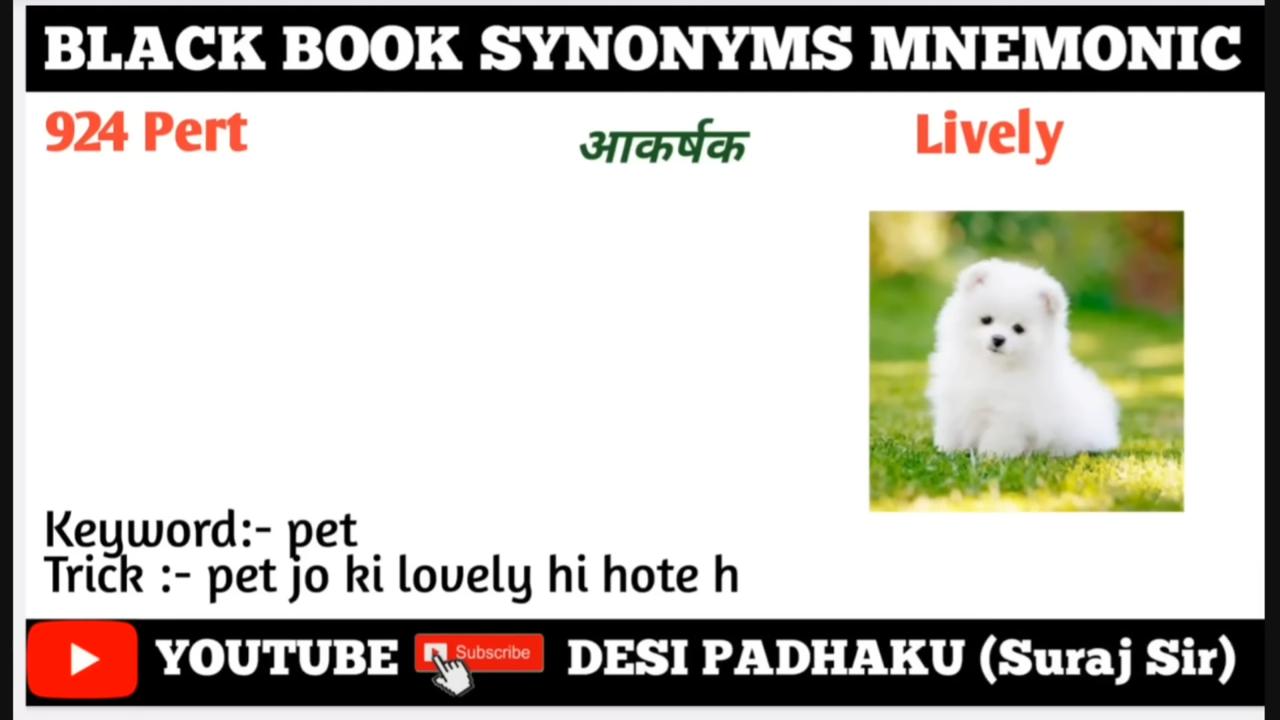 BLACK BOOK SYNONYMS MNEMONIC
924 Pert आकर्षक Lively
Keyword:- pet
Trick :- pet jo ki lovely hi hote h
YOUTUBE Subscribe DESI PADHAKU (Suraj Sir)